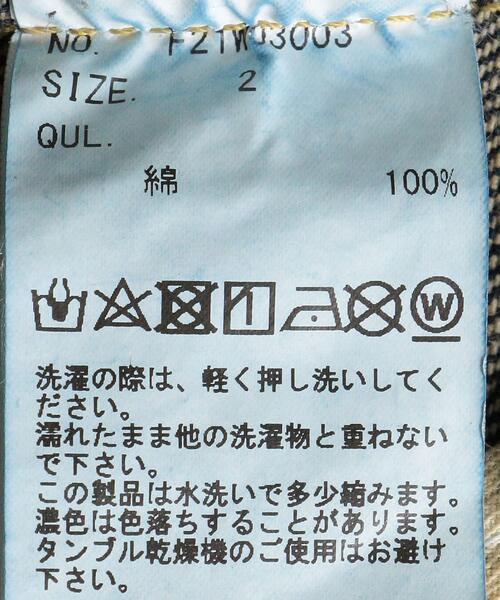 NO. F21W03003
SIZE. 2
QUL.
綿 100%
W
洗濯の際は、軽く押し洗いしてく
ださい。
濡れたまま他の洗濯物と重ねない
で下さい。
この製品は水洗いで多少縮みます。
濃色は色落ちすることがあります。
タンブル乾燥機のご使用はお避け
下さい。